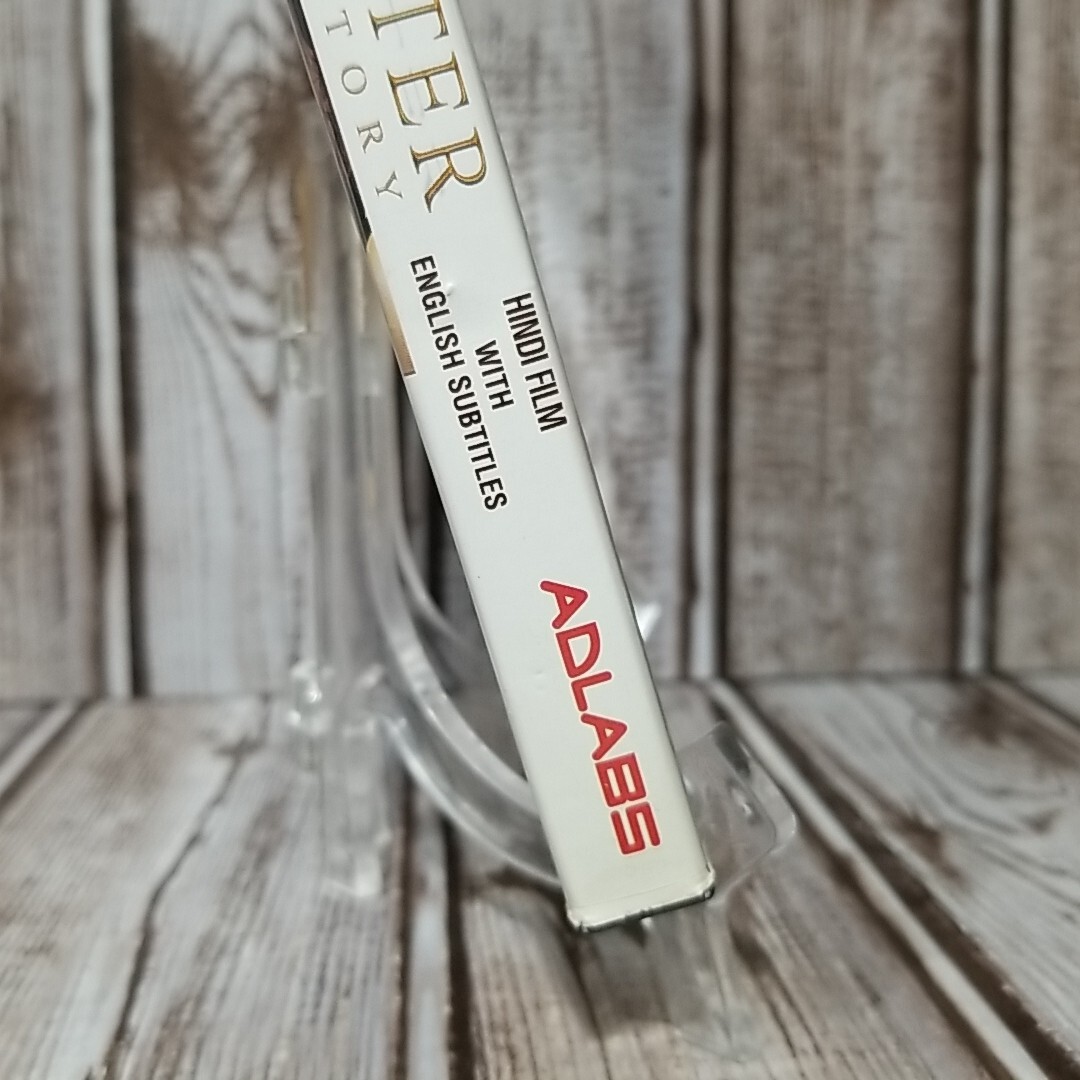 TER
TORY
HINDI FILM
WITH
ENGLISH SUBTITLES
ADLABS